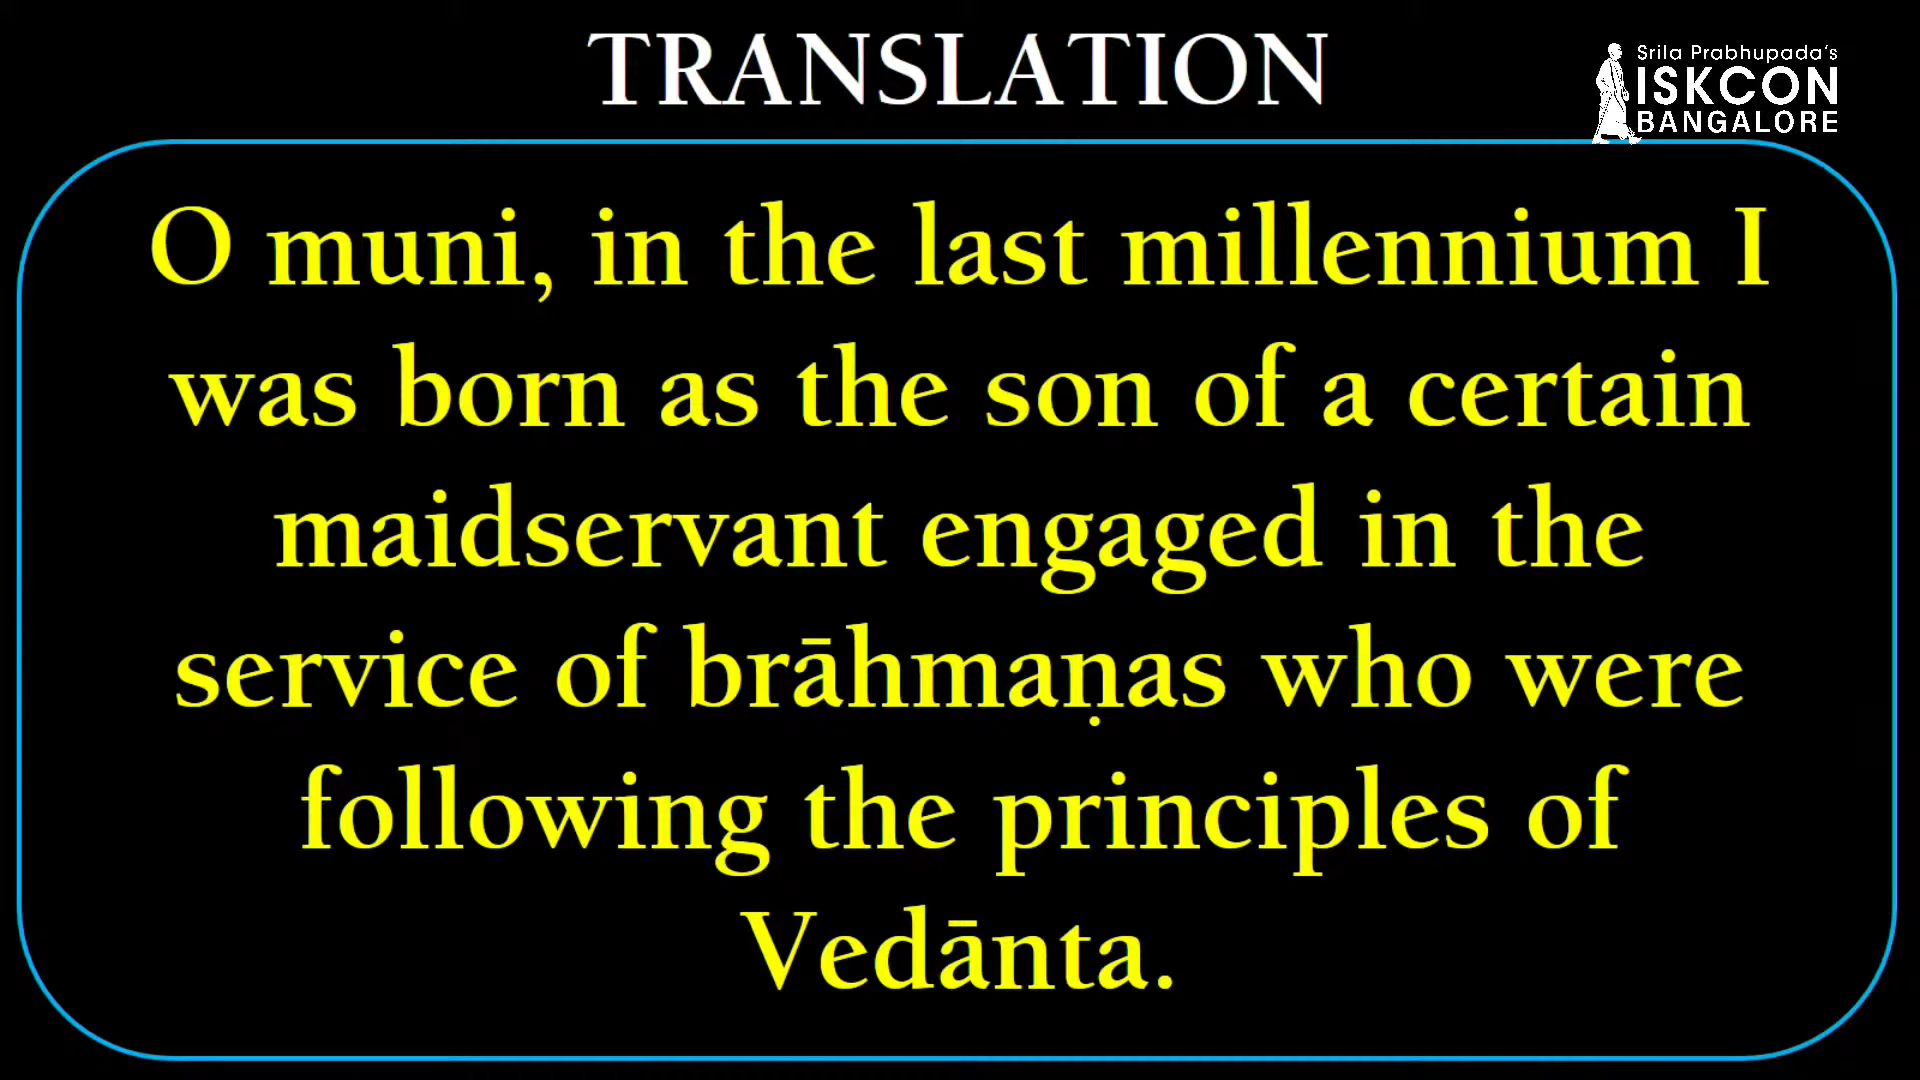 TRANSLATION
Srila Prabhupada's
ISKCON
BANGALORE
O muni, in the last millennium I
was born as the son of a certain
maidservant engaged in the
service of brāhmaṇas who were
following the principles of
Vedānta.